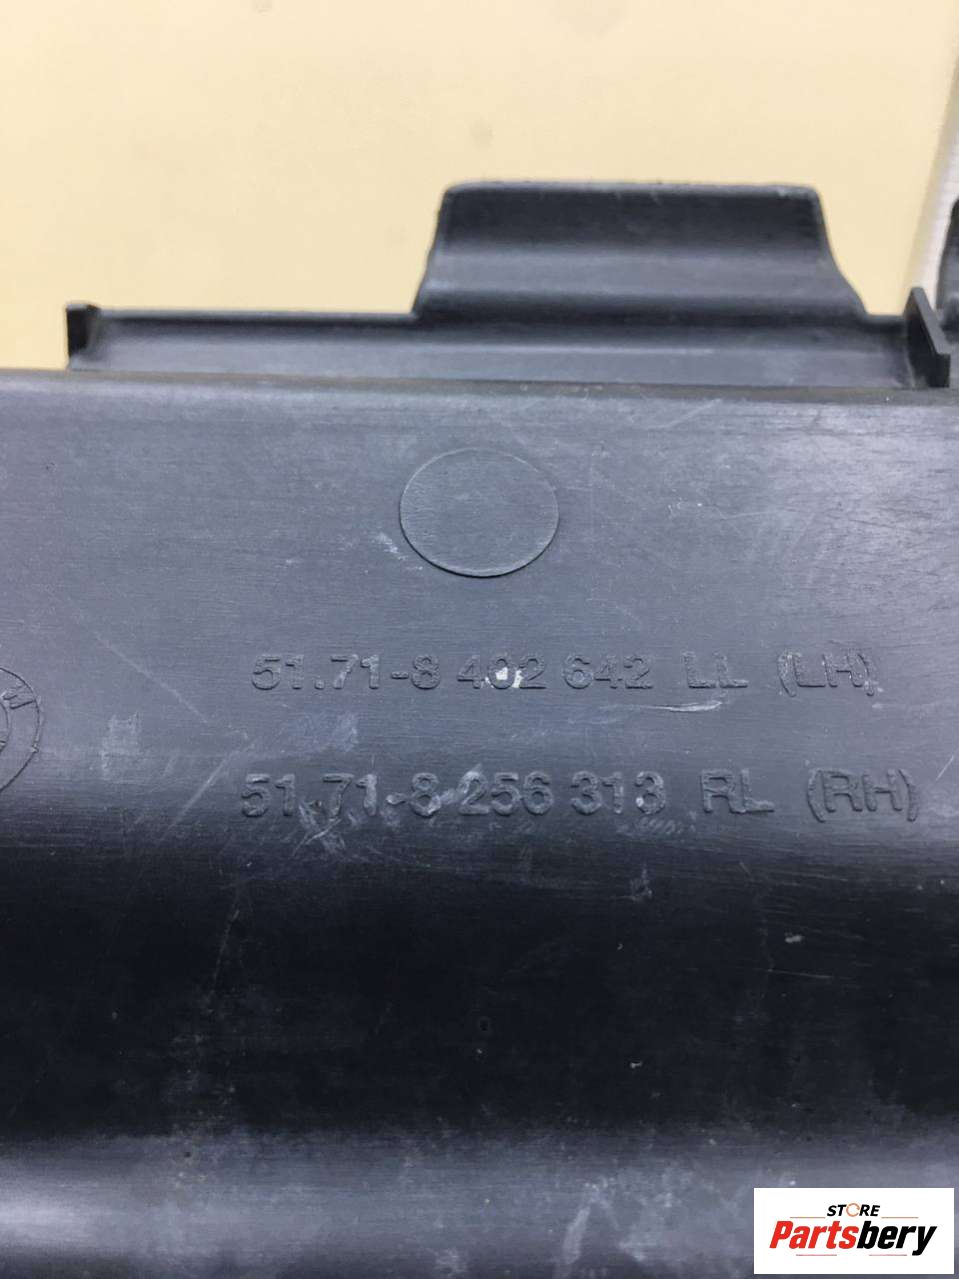 51.71-8 402 642 LL (LH)
51.71-8 256 313 RL (RH)
STORE
Partsbery